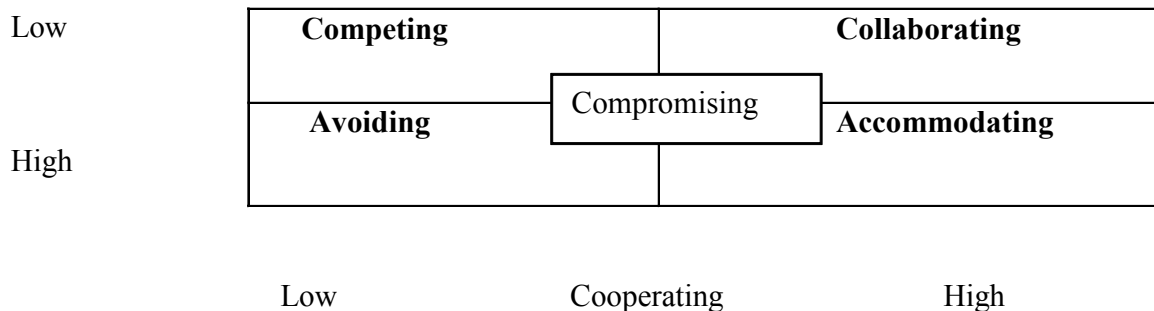 Low Competing Collaborating
Compromising
Avoiding Accommodating
High
Low Cooperating High